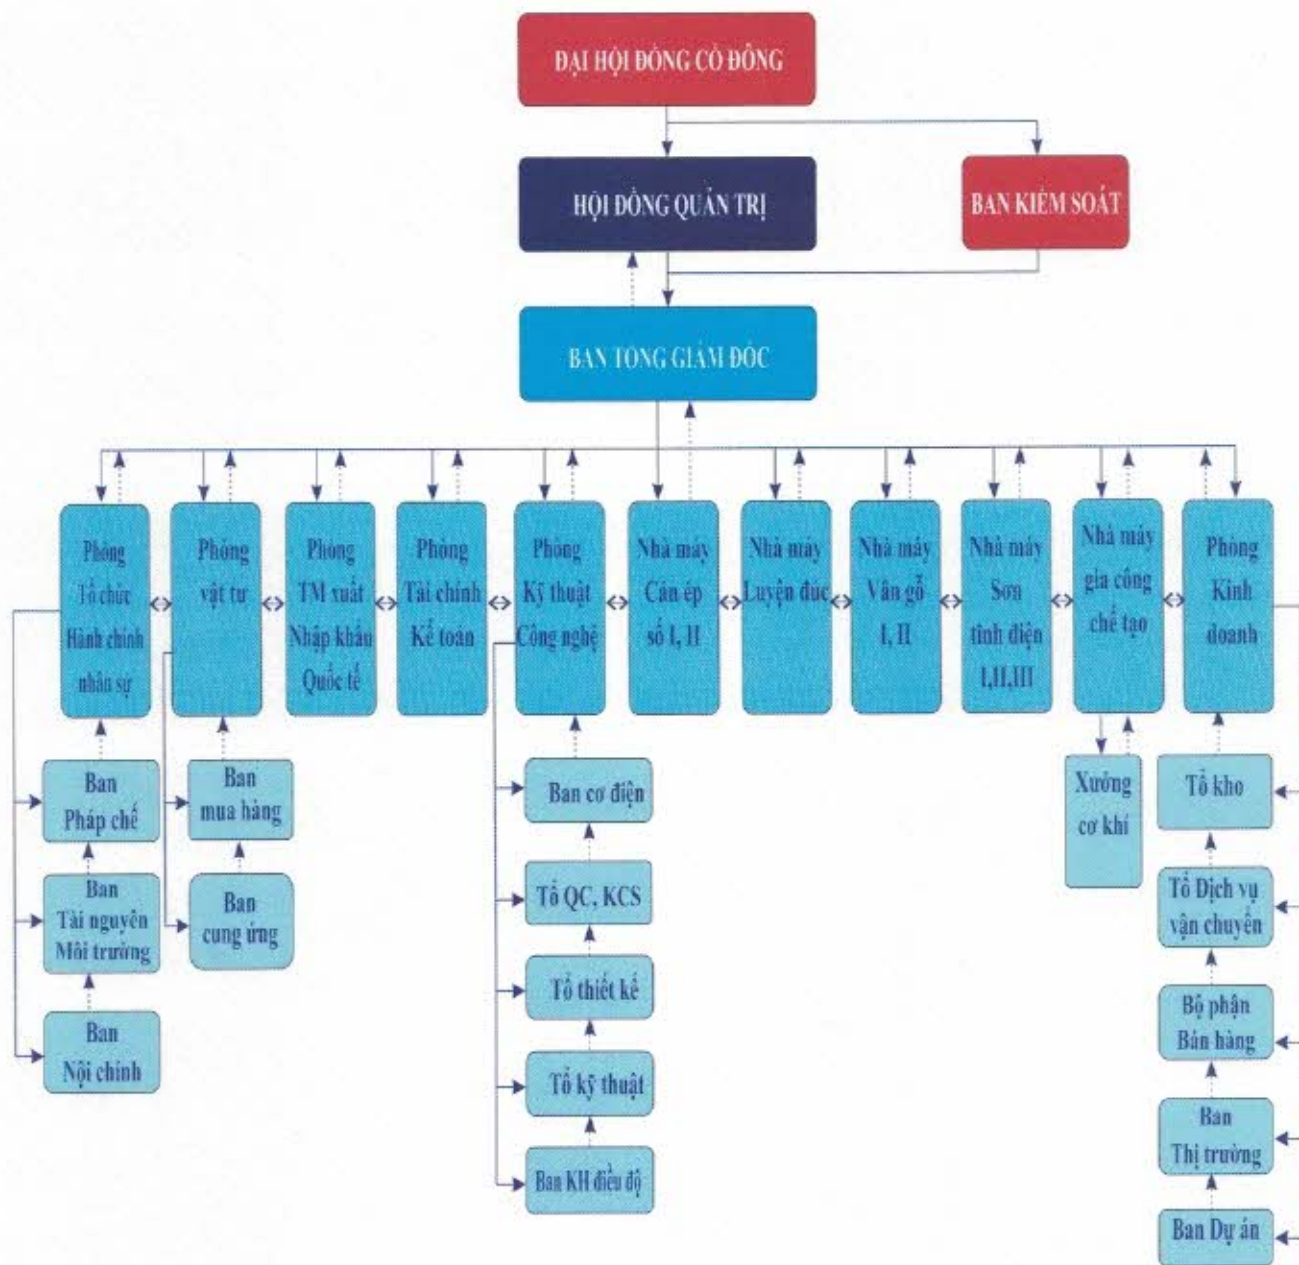 ĐẠI HỘI ĐỒNG CỔ ĐÔNG
HỘI ĐỒNG QUẢN TRỊ
BAN KIỂM SOÁT
BAN TỔNG GIÁM ĐỐC
Phòng
Tổ chức
Hành chính
nhân sự
Phòng
vật tư
Phòng
TM xuất
Nhập khẩu
Quốc tế
Phòng
Tài chính
Kế toán
Phòng
Kỹ thuật
Công nghệ
Nhà máy
Cán ép
số I, II
Nhà máy
Luyện đúc
Nhà máy
Vân gỗ
I, II
Nhà máy
Sơn
tĩnh điện
I,II,III
Nhà máy
gia công
chế tạo
Phòng
Kinh
doanh
Ban
Pháp chế
Ban
Tài nguyên
Môi trường
Ban
Nội chính
Ban
mua hàng
Ban
cung ứng
Ban cơ điện
Tổ QC, KCS
Tổ thiết kế
Tổ kỹ thuật
Ban KH điều độ
Xưởng
cơ khí
Tổ kho
Tổ Dịch vụ
vận chuyển
Bộ phận
Bán hàng
Ban
Thị trường
Ban Dự án